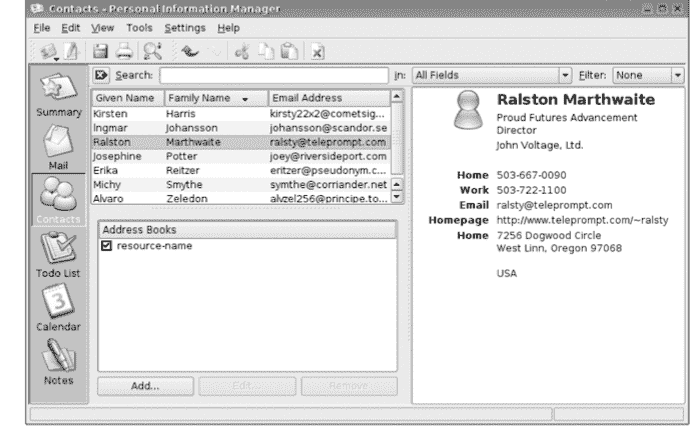 Contacts - Personal Information Manager
File Edit View Tools Settings Help
Search: in: All Fields Filter: None
Summary
Mail
Contacts
Todo List
3
Calendar
Notes
Given Name Family Name Email Address
Kirsten Harris kirsty22x2@cometsig...
Ingmar Johansson johansson@scandor.se
Ralston Marthwaite ralsty@teleprompt.com
Josephine Potter joey@riversideport.com
Erika Reitzer eritzer@pseudonym.c...
Michy Smythe symthe@corriander.net
Alvaro Zeledon alvzel256@principe.to...
Address Books
resource-name
Add... Edit... Remove
Ralston Marthwaite
Proud Futures Advancement
Director
John Voltage, Ltd.
Home 503-667-0090
Work 503-722-1100
Email ralsty@teleprompt.com
Homepage http://www.teleprompt.com/~ralsty
Home 7256 Dogwood Circle
West Linn, Oregon 97068
USA